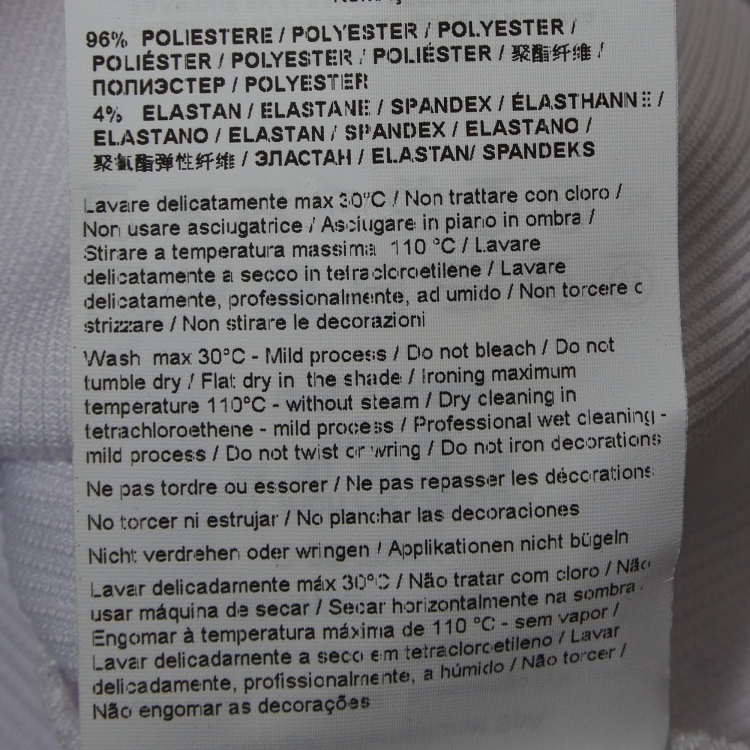 96% POLIESTERE / POLYESTER / POLYESTER /
POLIÉSTER / POLYESTER / POLIÉSTER / 聚酯纤维 /
ПОЛИЭСТЕР / POLYESTER
4% ELASTAN / ELASTANE / SPANDEX / ÉLASTHANNE /
ELASTANO / ELASTAN / SPANDEX / ELASTANO /
聚氨酯弹性纤维 / ЭЛАСТАН / ELASTAN/ SPANDEKS
Lavare delicatamente max 30°C / Non trattare con cloro /
Non usare asciugatrice / Asciugare in piano in ombra /
Stirare a temperatura massima 110 °C / Lavare
delicatamente a secco in tetracloroetilene / Lavare
delicatamente, professionalmente, ad umido / Non torcere o
strizzare / Non stirare le decorazioni
Wash max 30°C - Mild process / Do not bleach / Do not
tumble dry / Flat dry in the shade / Ironing maximum
temperature 110°C - without steam / Dry cleaning in
tetrachloroethene - mild process / Professional wet cleaning -
mild process / Do not twist or wring / Do not iron decorations
Ne pas tordre ou essorer / Ne pas repasser les décorations
No torcer ni estrujar / No planchar las decoraciones
Nicht verdrehen oder wringen / Applikationen nicht bügeln
Lavar delicadamente máx 30°C / Não tratar com cloro / Não
usar máquina de secar / Secar horizontalmente na sombra
Engomar à temperatura máxima de 110 °C - sem vapor /
Lavar delicadamente a seco em tetracloroetileno / Lavar
delicadamente, profissionalmente, a húmido / Não torcer /
Não engomar as decorações